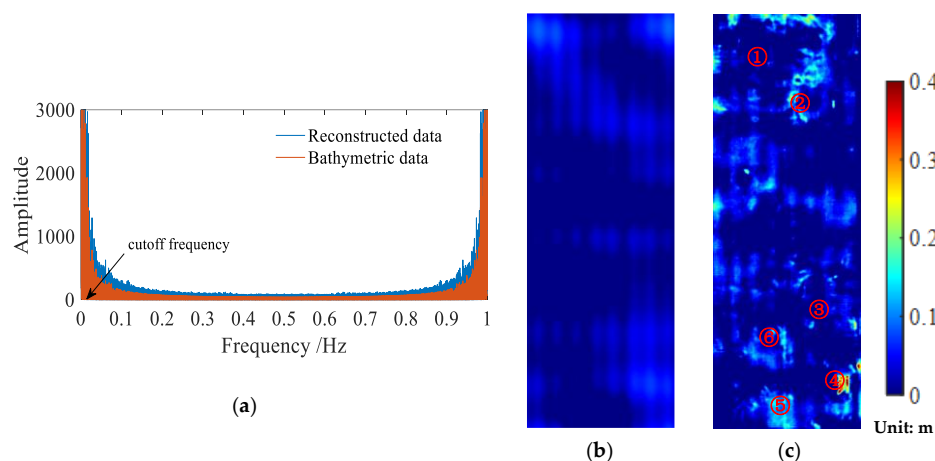 3000
2000
1000
0
Amplitude
Reconstructed data
Bathymetric data
cutoff frequency
0 0.1 0.2 0.3 0.4 0.5 0.6 0.7 0.8 0.9 1
Frequency /Hz
(a)
(b)
①
②
③
⑥
④
⑤
(c)
0.4
0.3
0.2
0.1
0
Unit: m